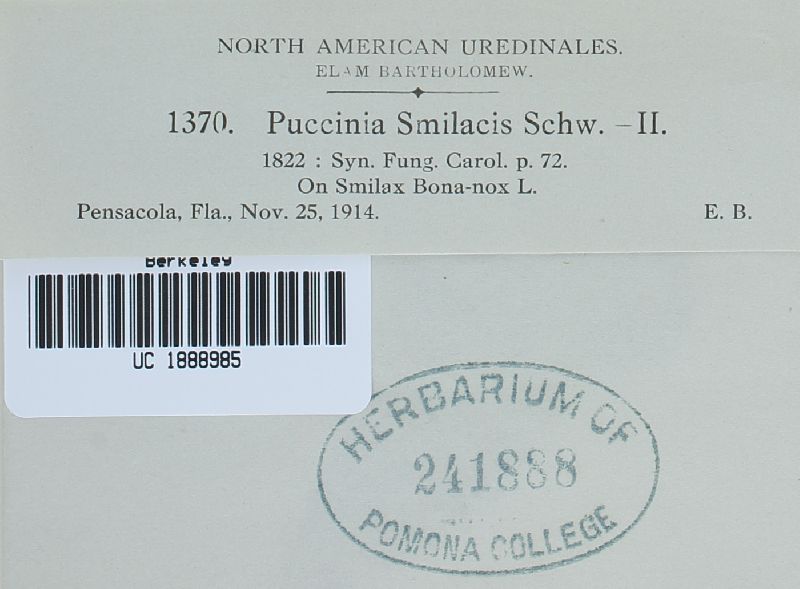 NORTH AMERICAN UREDINALES.
ELAM BARTHOLOMEW.
1370. Puccinia Smilacis Schw. – II.
1822 : Syn. Fung. Carol. p. 72.
On Smilax Bona-nox L.
Pensacola, Fla., Nov. 25, 1914. E. B.
Berkeley
UC 1888985
HERBARIUM OF
241888
POMONA COLLEGE